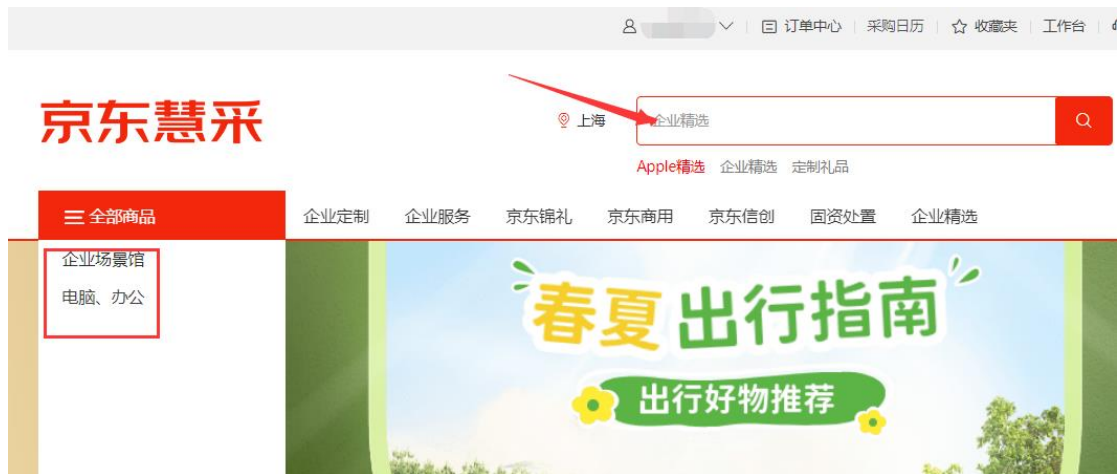 订单中心 采购日历 收藏夹 工作台
京东慧采
上海 企业精选
Apple精选 企业精选 定制礼品
全部商品 企业定制 企业服务 京东锦礼 京东商用 京东信创 固资处置 企业精选
企业场景馆
电脑、办公
春夏出行指南
出行好物推荐